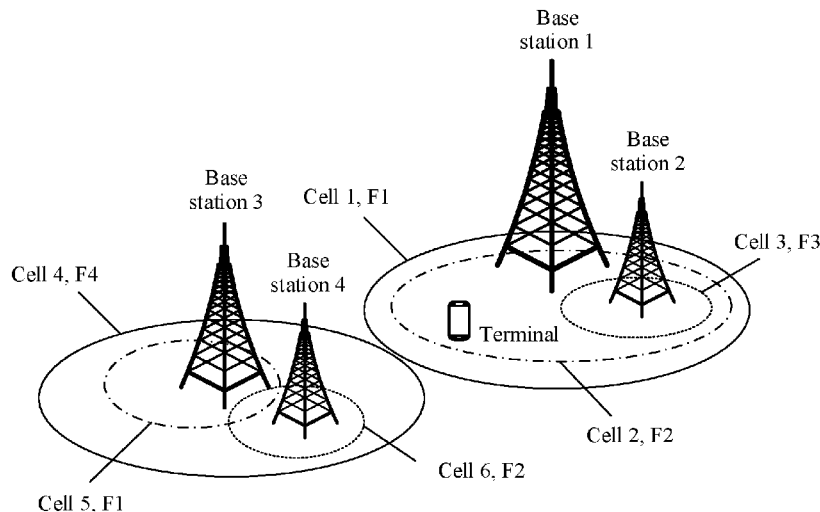 Base
station 1
Base
station 2
Base
station 3
Cell 1, F1
Cell 3, F3
Base
station 4
Cell 4, F4
Terminal
Cell 2, F2
Cell 6, F2
Cell 5, F1